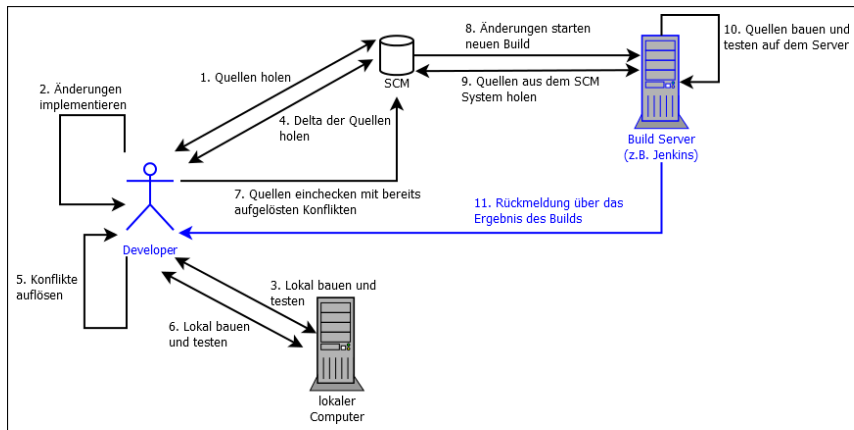 8. Änderungen starten
neuen Build
10. Quellen bauen und
testen auf dem Server
1. Quellen holen
SCM
9. Quellen aus dem SCM
System holen
2. Änderungen
implementieren
4. Delta der Quellen
holen
Build Server
(z.B. Jenkins)
7. Quellen einchecken mit bereits
aufgelösten Konflikten
11. Rückmeldung über das
Ergebnis des Builds
Developer
5. Konflikte
auflösen
3. Lokal bauen und
testen
6. Lokal bauen
und testen
lokaler
Computer